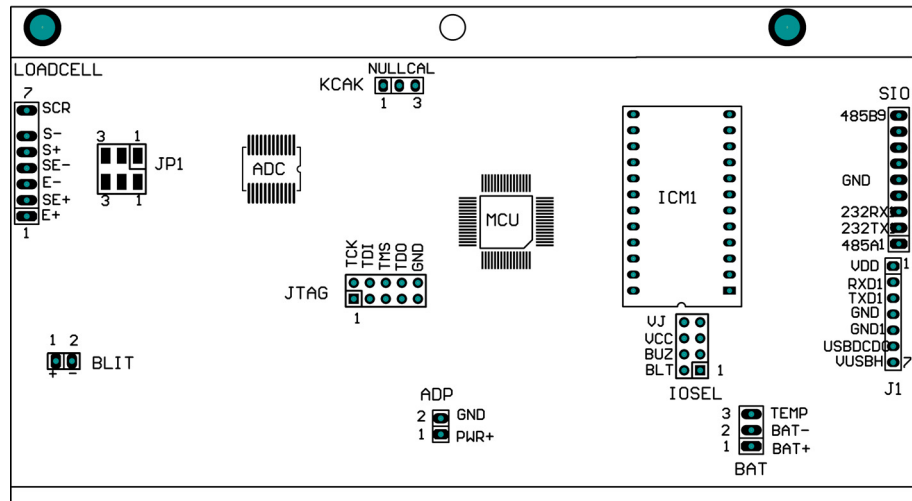 LOADCELL
7
SCR
S-
S+
SE-
E-
SE+
E+
1
3 1
JP1
3 1
NULLCAL
KCAK
1 3
ADC
MCU
TCK
TDI
TMS
TDO
GND
JTAG
1
1 2
BLIT
+ -
ADP
2 GND
1 PWR+
ICM1
VJ
VCC
BUZ
BLT 1
IOSEL
3 TEMP
2 BAT-
1 BAT+
BAT
SIO
485B9
GND
232RX
232TX
485A1
VDD 1
RXD1
TXD1
GND
GND1
USBDCDC
VUSBH 7
J1